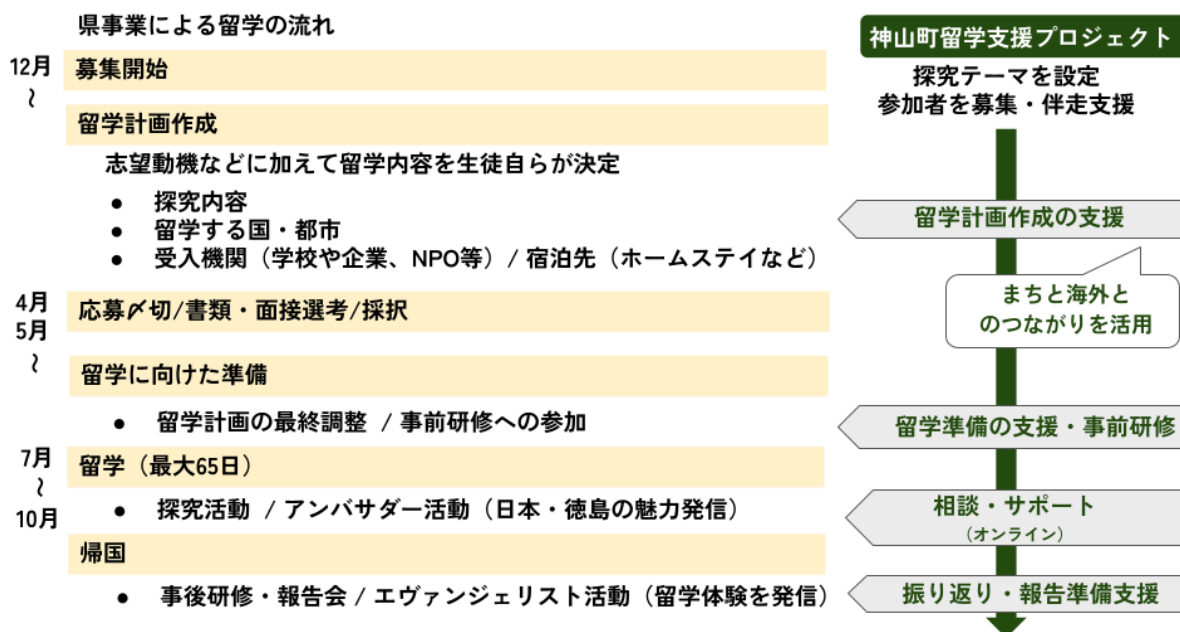 県事業による留学の流れ
12月
～
募集開始
留学計画作成
志望動機などに加えて留学内容を生徒自らが決定
● 探究内容
● 留学する国・都市
● 受入機関（学校や企業、NPO等）/ 宿泊先（ホームステイなど）
4月
5月
～
応募〆切/書類・面接選考/採択
留学に向けた準備
● 留学計画の最終調整 / 事前研修への参加
7月
～
10月
留学（最大65日）
● 探究活動 / アンバサダー活動（日本・徳島の魅力発信）
帰国
● 事後研修・報告会 / エヴァンジェリスト活動（留学体験を発信）
神山町留学支援プロジェクト
探究テーマを設定
参加者を募集・伴走支援
留学計画作成の支援
まちと海外と
のつながりを活用
留学準備の支援・事前研修
相談・サポート
（オンライン）
振り返り・報告準備支援